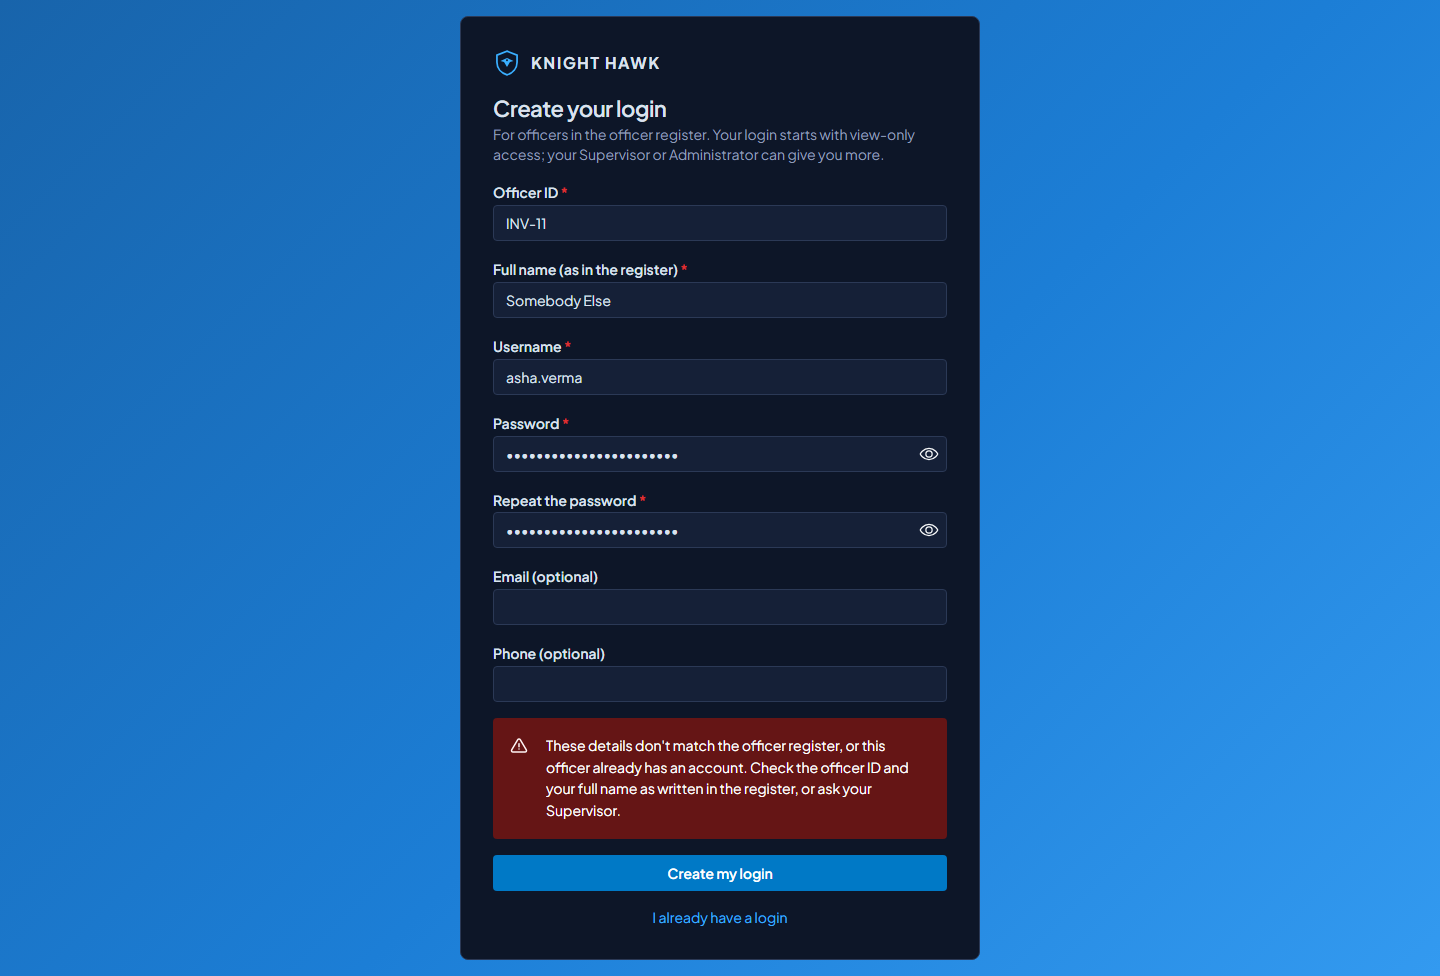 KNIGHT HAWK
Create your login
For officers in the officer register. Your login starts with view-only
access; your Supervisor or Administrator can give you more.
Officer ID *
INV-11
Full name (as in the register) *
Somebody Else
Username *
asha.verma
Password *
•••••••••••••••••••••••
Repeat the password *
•••••••••••••••••••••••
Email (optional)
Phone (optional)
These details don't match the officer register, or this
officer already has an account. Check the officer ID and
your full name as written in the register, or ask your
Supervisor.
Create my login
I already have a login